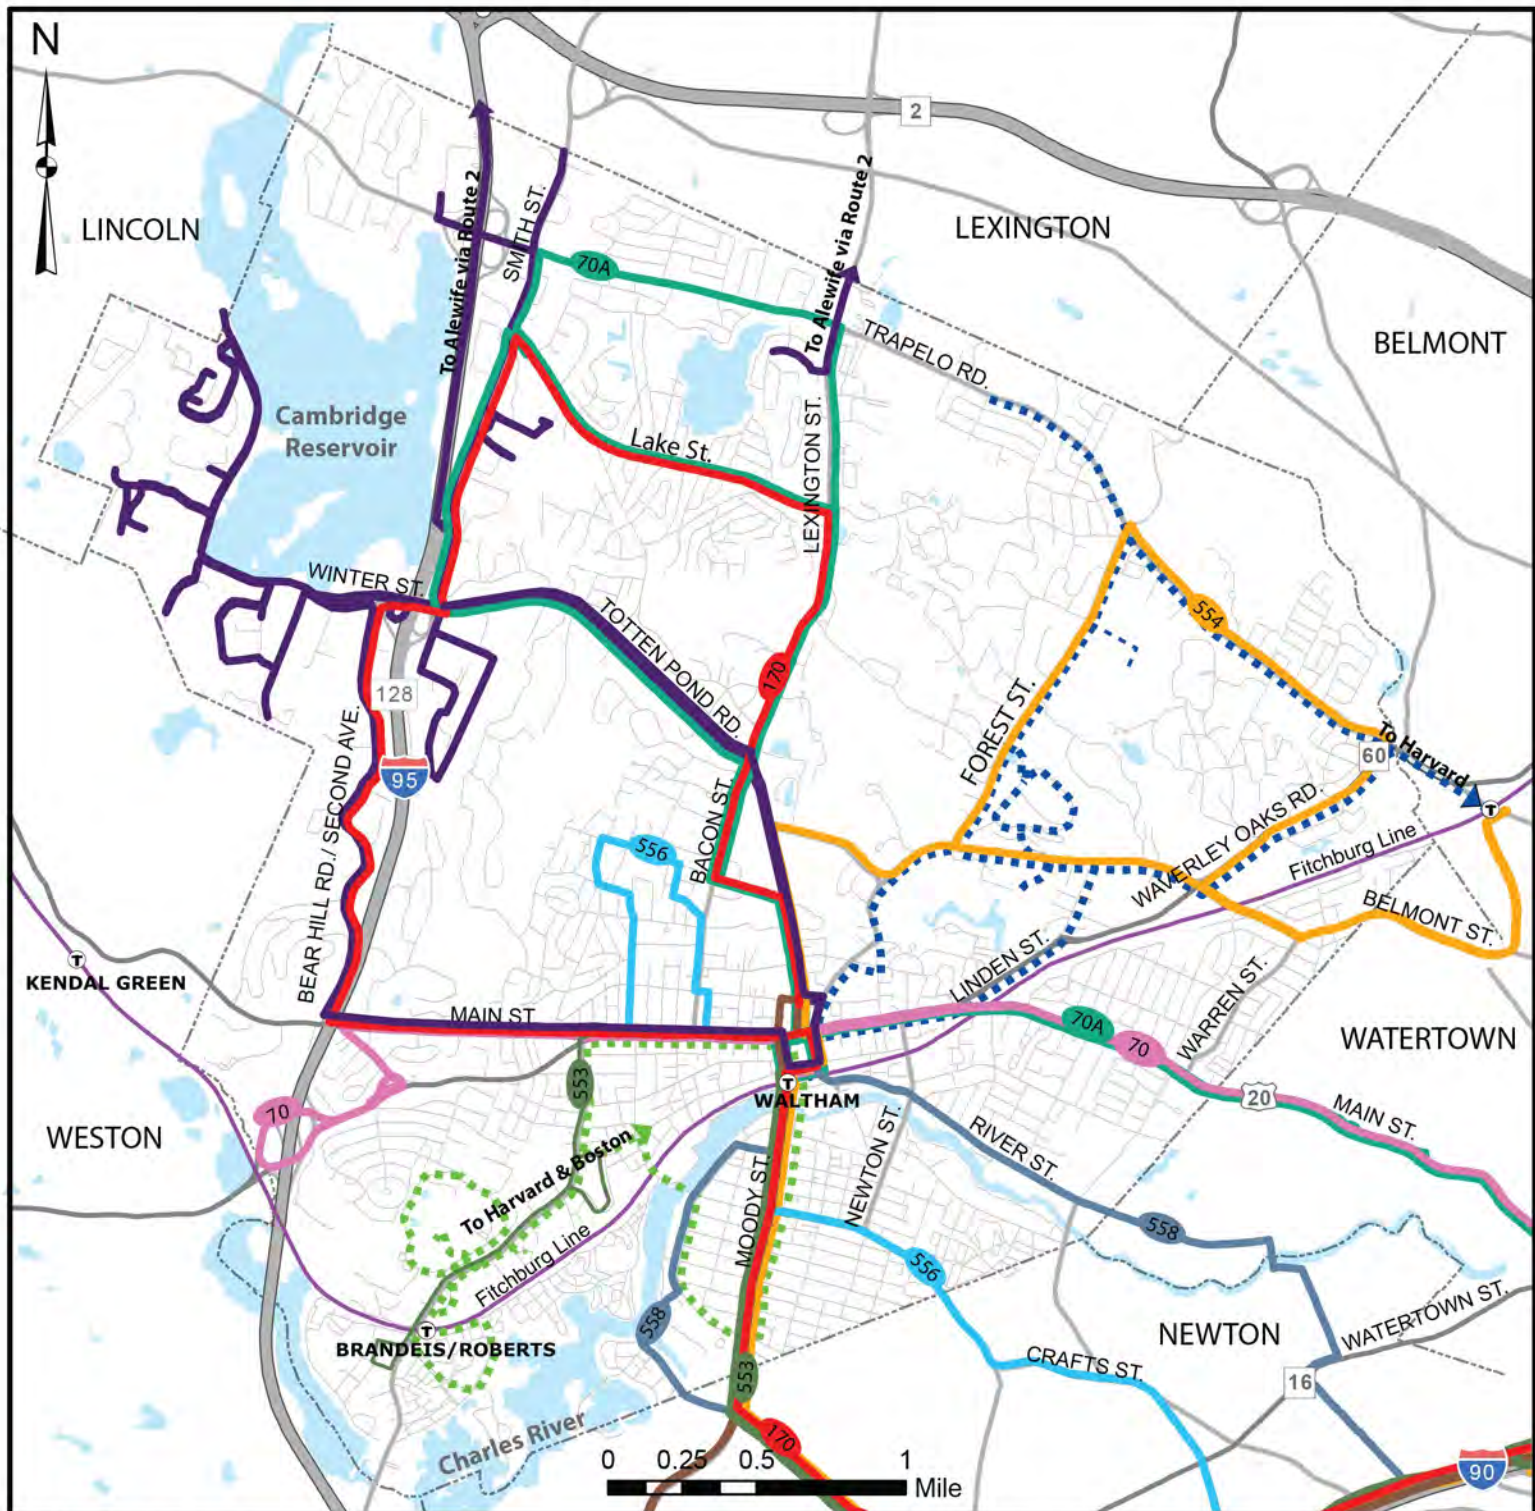 N
2
LINCOLN
LEXINGTON
BELMONT
To Alewife via Route 2
SMITH ST.
70A
To Alewife via Route 2
TRAPELO RD.
Cambridge
Reservoir
Lake St.
LEXINGTON ST.
WINTER ST.
TOTTEN POND RD.
554
170
128
FOREST ST.
BEAR HILL RD./ SECOND AVE.
95
To Harvard
60
BACON ST.
556
WAVERLEY OAKS RD.
Fitchburg Line
T
BELMONT ST.
T
KENDAL GREEN
LINDEN ST.
WARREN ST.
MAIN ST.
70A
70
WATERTOWN
553
T
WALTHAM
20
MAIN ST.
70
WESTON
NEWTON ST.
RIVER ST.
To Harvard & Boston
MOODY ST.
558
556
Fitchburg Line
558
T
BRANDEIS/ROBERTS
NEWTON
WATERTOWN ST.
CRAFTS ST.
553
16
170
Charles River
0 0.25 0.5 1
Mile
90